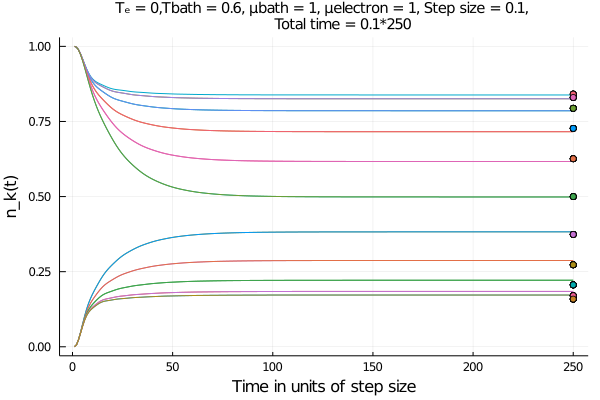 Tₑ = 0,Tbath = 0.6, μbath = 1, μelectron = 1, Step size = 0.1,
Total time = 0.1*250
n_k(t)
1.00
0.75
0.50
0.25
0.00
0 50 100 150 200 250
Time in units of step size